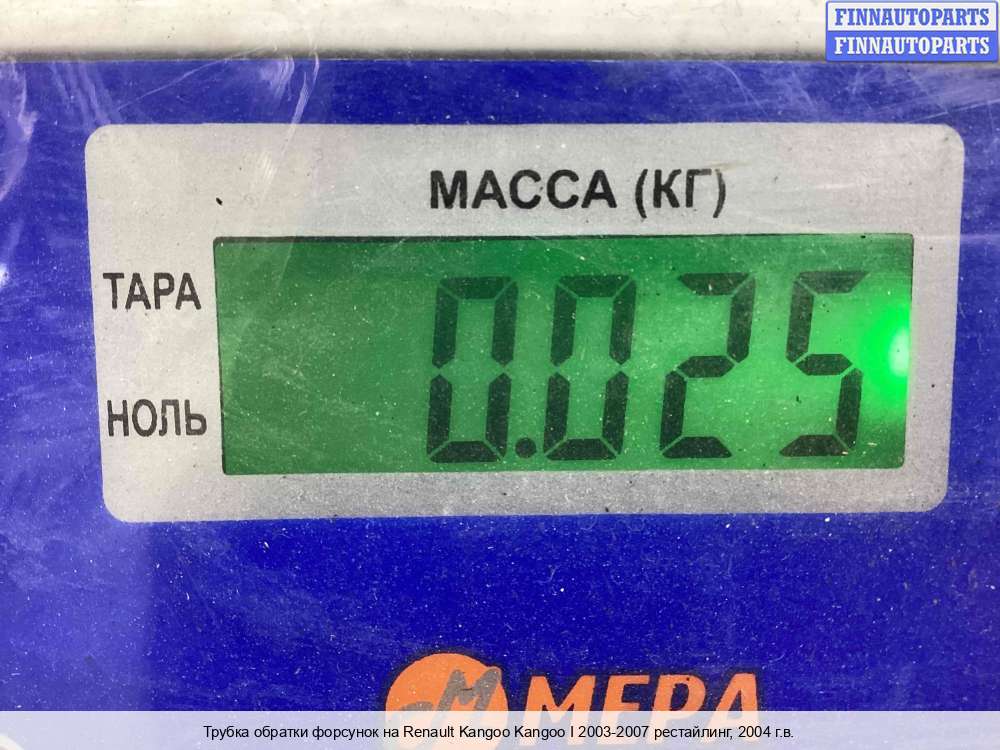 FINNAUTOPARTS
FINNAUTOPARTS
МАССА (КГ)
ТАРА
0.025
НОЛЬ
М МЕРА
Трубка обратки форсунок на Renault Kangoo Kangoo I 2003-2007 рестайлинг, 2004 г.в.